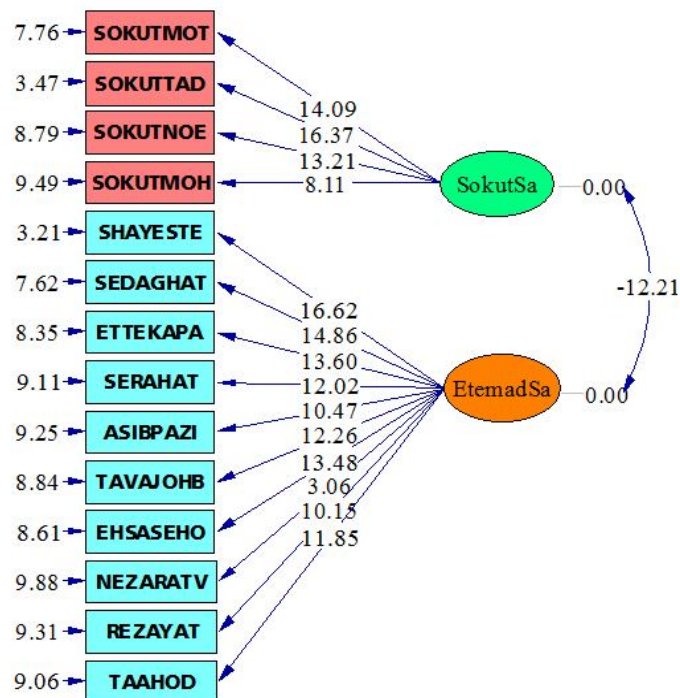 7.76 SOKUTMOT
3.47 SOKUTTAD
8.79 SOKUTNOE
9.49 SOKUTMOH
3.21 SHAYESTE
7.62 SEDAGHAT
8.35 ETTEKAPA
9.11 SERAHAT
9.25 ASIBPAZI
8.84 TAVAJOHB
8.61 EHSASEHO
9.88 NEZARATV
9.31 REZAYAT
9.06 TAAHOD
14.09
16.37
13.21
8.11
16.62
14.86
13.60
12.02
10.47
12.26
13.48
3.06
10.15
11.85
SokutSa 0.00
-12.21
EtemadSa 0.00